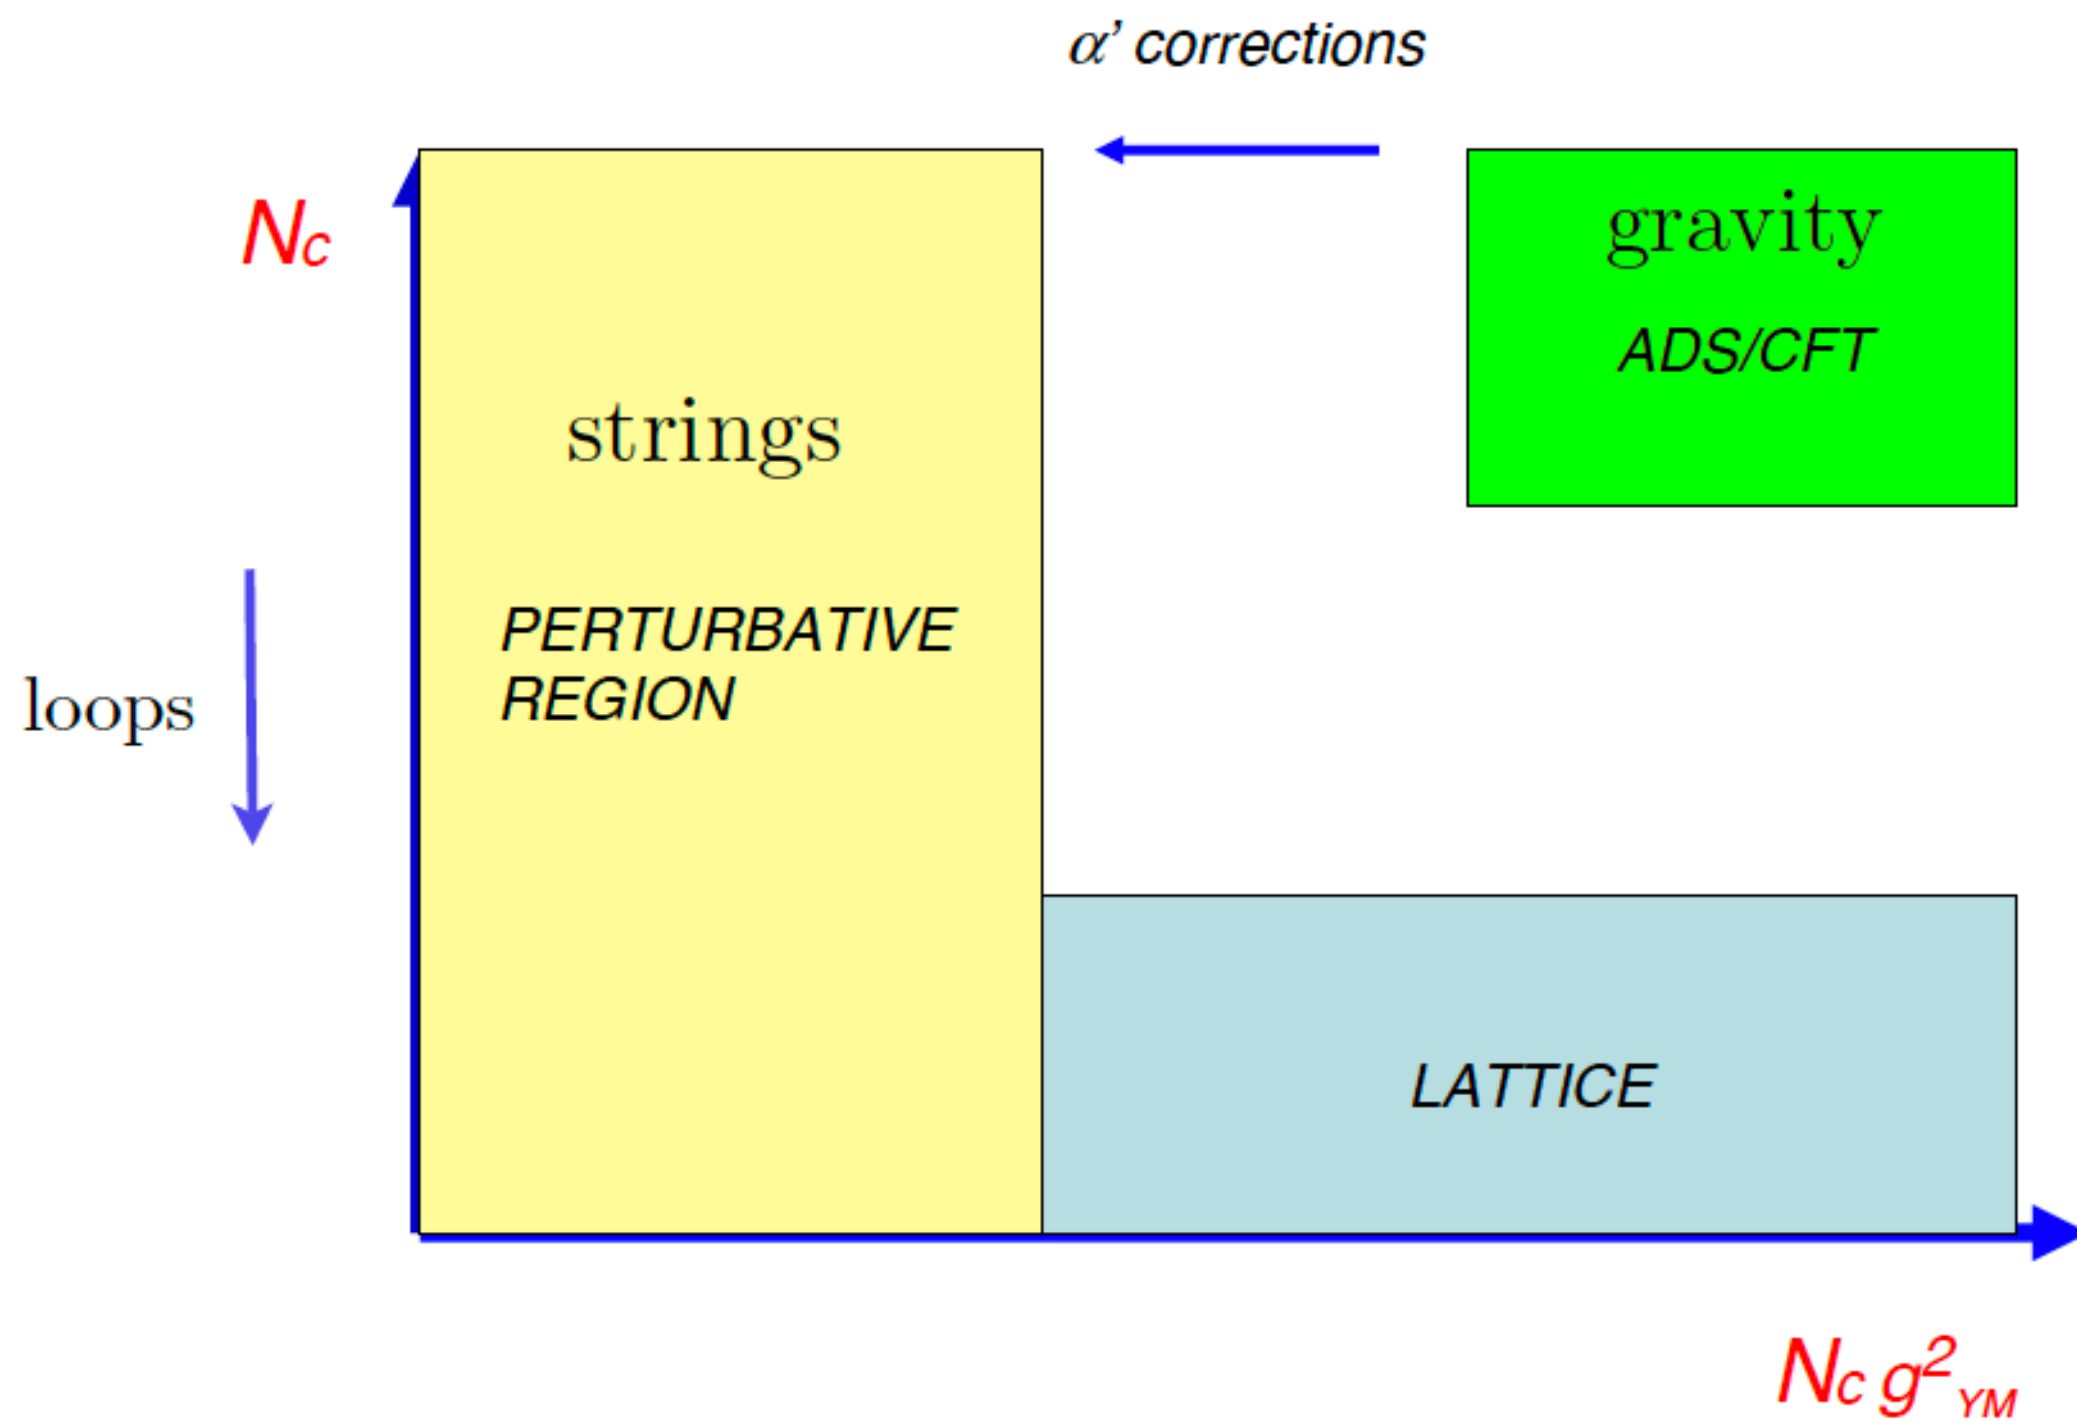 α’ corrections
Nc
gravity
ADS/CFT
strings
PERTURBATIVE
REGION
loops
LATTICE
Nc g²YM